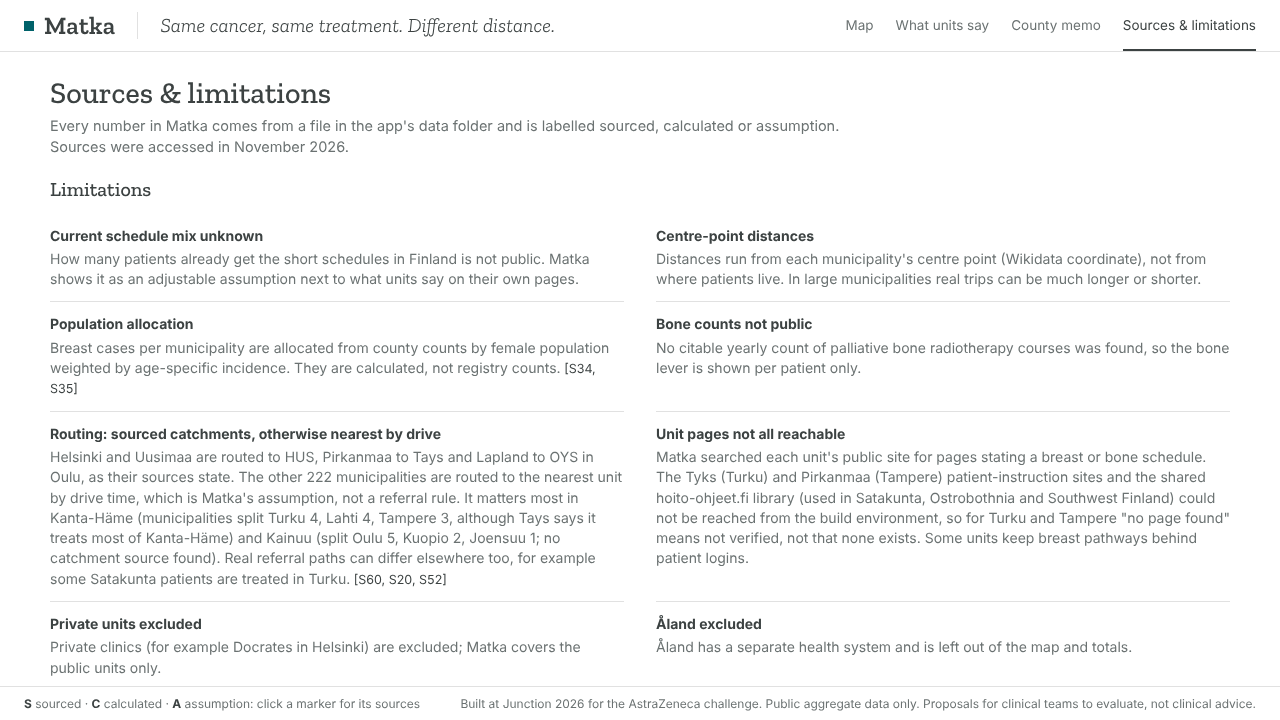 Matka
Same cancer, same treatment. Different distance.
Map
What units say
County memo
Sources & limitations
Sources & limitations
Every number in Matka comes from a file in the app's data folder and is labelled sourced, calculated or assumption.
Sources were accessed in November 2026.
Limitations
Current schedule mix unknown
How many patients already get the short schedules in Finland is not public. Matka
shows it as an adjustable assumption next to what units say on their own pages.
Centre-point distances
Distances run from each municipality's centre point (Wikidata coordinate), not from
where patients live. In large municipalities real trips can be much longer or shorter.
Population allocation
Breast cases per municipality are allocated from county counts by female population
weighted by age-specific incidence. They are calculated, not registry counts. [S34,
S35]
Bone counts not public
No citable yearly count of palliative bone radiotherapy courses was found, so the bone
lever is shown per patient only.
Routing: sourced catchments, otherwise nearest by drive
Helsinki and Uusimaa are routed to HUS, Pirkanmaa to Tays and Lapland to OYS in
Oulu, as their sources state. The other 222 municipalities are routed to the nearest unit
by drive time, which is Matka's assumption, not a referral rule. It matters most in
Kanta-Häme (municipalities split Turku 4, Lahti 4, Tampere 3, although Tays says it
treats most of Kanta-Häme) and Kainuu (split Oulu 5, Kuopio 2, Joensuu 1; no
catchment source found). Real referral paths can differ elsewhere too, for example
some Satakunta patients are treated in Turku. [S60, S20, S52]
Unit pages not all reachable
Matka searched each unit's public site for pages stating a breast or bone schedule.
The Tyks (Turku) and Pirkanmaa (Tampere) patient-instruction sites and the shared
hoito-ohjeet.fi library (used in Satakunta, Ostrobothnia and Southwest Finland) could
not be reached from the build environment, so for Turku and Tampere "no page found"
means not verified, not that none exists. Some units keep breast pathways behind
patient logins.
Private units excluded
Private clinics (for example Docrates in Helsinki) are excluded; Matka covers the
public units only.
Åland excluded
Åland has a separate health system and is left out of the map and totals.
S sourced · C calculated · A assumption: click a marker for its sources
Built at Junction 2026 for the AstraZeneca challenge. Public aggregate data only. Proposals for clinical teams to evaluate, not clinical advice.